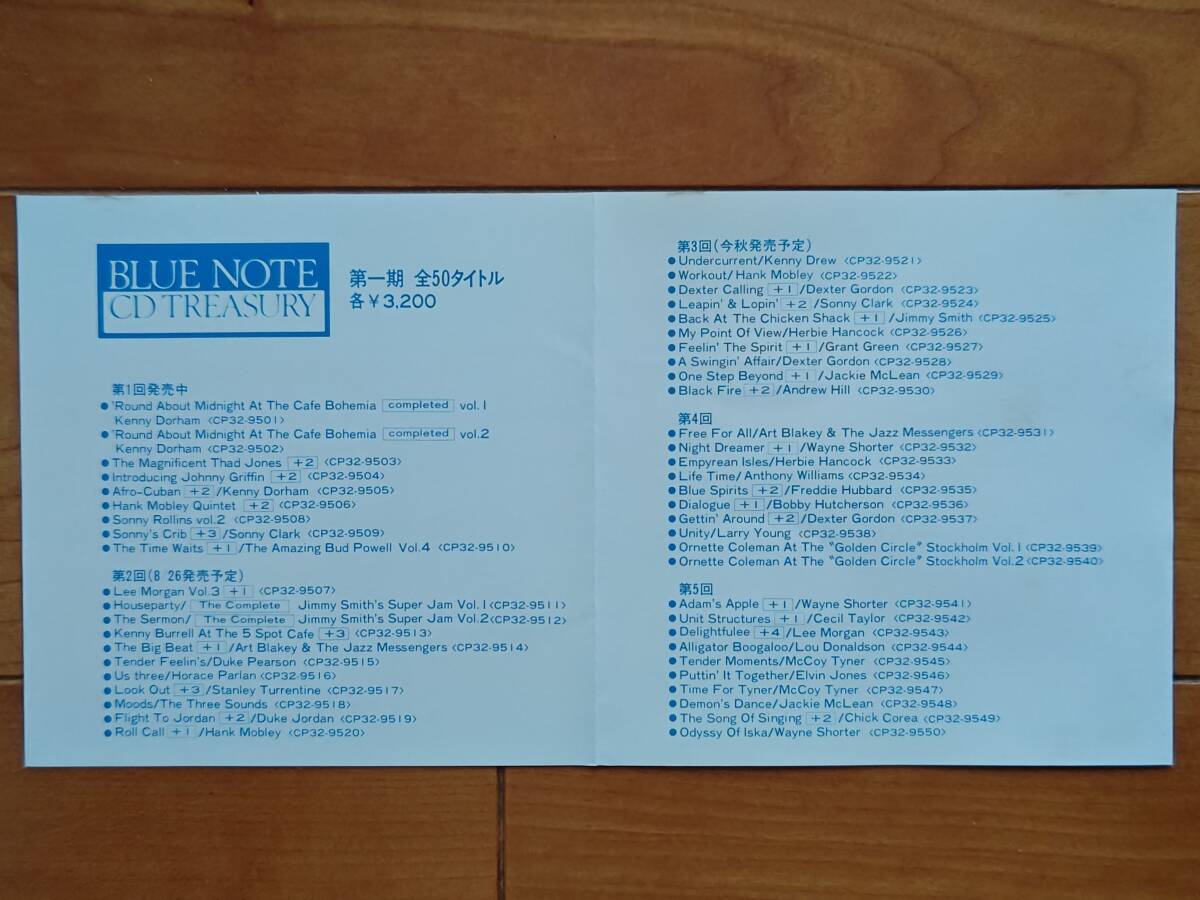 BLUE NOTE
CD TREASURY
第一期 全50タイトル
各￥3,200
第1回発売中
●'Round About Midnight At The Cafe Bohemia completed vol.1
Kenny Dorham <CP32-9501>
●'Round About Midnight At The Cafe Bohemia completed vol.2
Kenny Dorham <CP32-9502>
●The Magnificent Thad Jones +2 <CP32-9503>
●Introducing Johnny Griffin +2 <CP32-9504>
●Afro-Cuban +2 /Kenny Dorham <CP32-9505>
●Hank Mobley Quintet +2 <CP32-9506>
●Sonny Rollins vol.2 <CP32-9508>
●Sonny's Crib +3 /Sonny Clark <CP32-9509>
●The Time Waits +1 /The Amazing Bud Powell Vol.4 <CP32-9510>
第2回(8/26発売予定)
●Lee Morgan Vol.3 +1 <CP32-9507>
●Houseparty/ The Complete Jimmy Smith's Super Jam Vol.1<CP32-9511>
●The Sermon/ The Complete Jimmy Smith's Super Jam Vol.2<CP32-9512>
●Kenny Burrell At The 5 Spot Cafe +3 <CP32-9513>
●The Big Beat +1 /Art Blakey & The Jazz Messengers <CP32-9514>
●Tender Feelin's/Duke Pearson <CP32-9515>
●Us three/Horace Parlan <CP32-9516>
●Look Out +3 /Stanley Turrentine <CP32-9517>
●Moods/The Three Sounds <CP32-9518>
●Flight To Jordan +2 /Duke Jordan <CP32-9519>
●Roll Call +1 /Hank Mobley <CP32-9520>
第3回(今秋発売予定)
●Undercurrent/Kenny Drew <CP32-9521>
●Workout/Hank Mobley <CP32-9522>
●Dexter Calling +1 /Dexter Gordon <CP32-9523>
●Leapin' & Lopin' +2 /Sonny Clark <CP32-9524>
●Back At The Chicken Shack +1 /Jimmy Smith <CP32-9525>
●My Point Of View/Herbie Hancock <CP32-9526>
●Feelin' The Spirit +1 /Grant Green <CP32-9527>
●A Swingin' Affair/Dexter Gordon <CP32-9528>
●One Step Beyond +1 /Jackie McLean <CP32-9529>
●Black Fire +2 /Andrew Hill <CP32-9530>
第4回
●Free For All/Art Blakey & The Jazz Messengers <CP32-9531>
●Night Dreamer +1 /Wayne Shorter <CP32-9532>
●Empyrean Isles/Herbie Hancock <CP32-9533>
●Life Time/Anthony Williams <CP32-9534>
●Blue Spirits +2 /Freddie Hubbard <CP32-9535>
●Dialogue +1 /Bobby Hutcherson <CP32-9536>
●Gettin' Around +2 /Dexter Gordon <CP32-9537>
●Unity/Larry Young <CP32-9538>
●Ornette Coleman At The "Golden Circle" Stockholm Vol.1 <CP32-9539>
●Ornette Coleman At The "Golden Circle" Stockholm Vol.2 <CP32-9540>
第5回
●Adam's Apple +1 /Wayne Shorter <CP32-9541>
●Unit Structures +1 /Cecil Taylor <CP32-9542>
●Delightfulee +4 /Lee Morgan <CP32-9543>
●Alligator Boogaloo/Lou Donaldson <CP32-9544>
●Tender Moments/McCoy Tyner <CP32-9545>
●Puttin' It Together/Elvin Jones <CP32-9546>
●Time For Tyner/McCoy Tyner <CP32-9547>
●Demon's Dance/Jackie McLean <CP32-9548>
●The Song Of Singing +2 /Chick Corea <CP32-9549>
●Odyssy Of Iska/Wayne Shorter <CP32-9550>